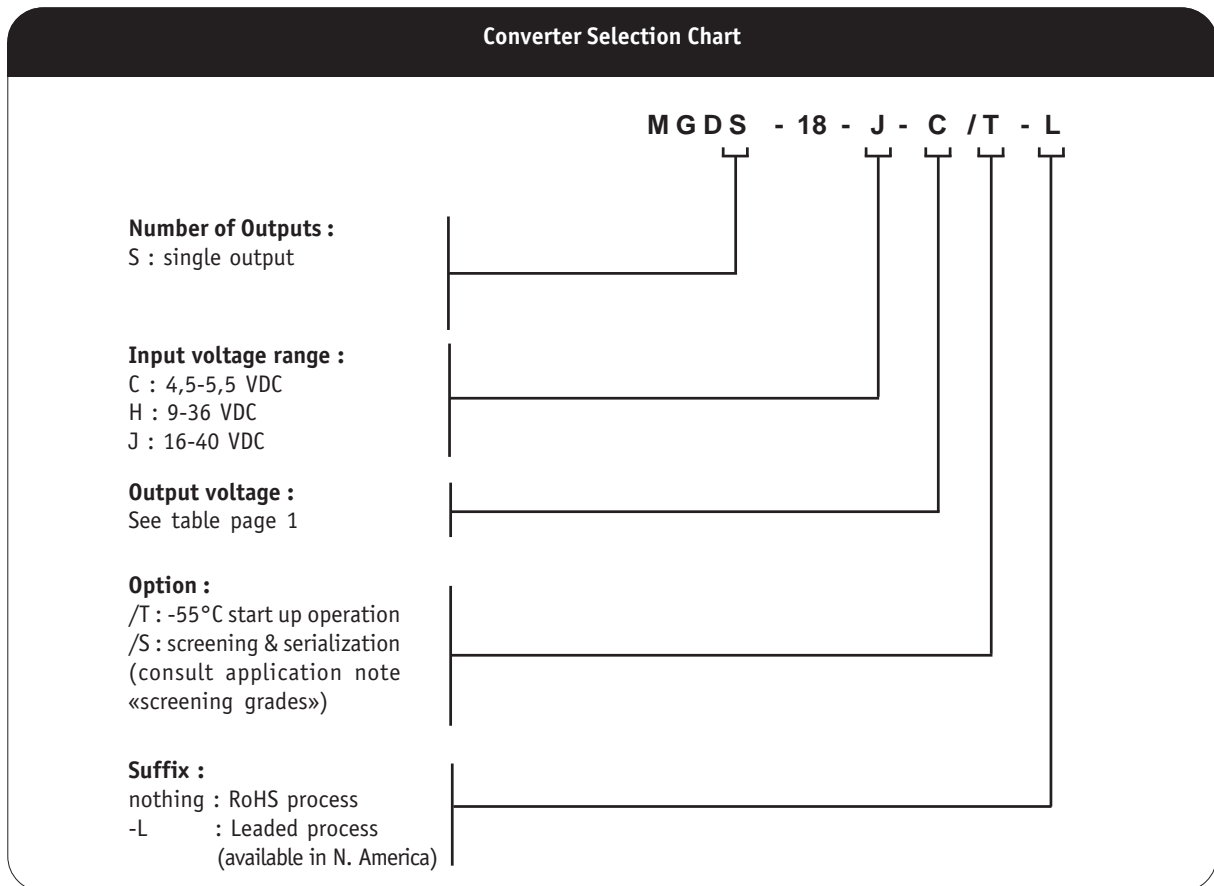 Converter Selection Chart
MGDS - 18 - J - C /T - L
Number of Outputs :
S : single output
Input voltage range :
C : 4,5-5,5 VDC
H : 9-36 VDC
J : 16-40 VDC
Output voltage :
See table page 1
Option :
/T : -55°C start up operation
/S : screening & serialization
(consult application note
«screening grades»)
Suffix :
nothing : RoHS process
-L : Leaded process
(available in N. America)